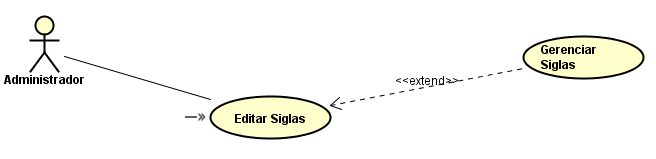 Gerenciar
Siglas
Administrador
<<extend>>
Editar Siglas